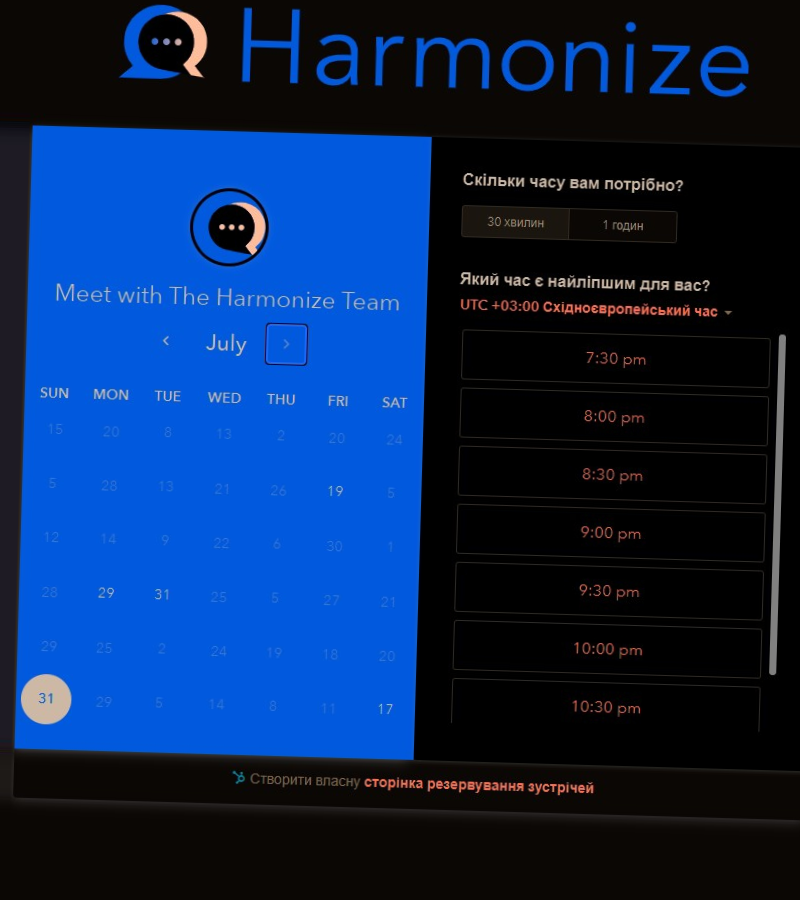 Harmonize
Meet with The Harmonize Team
July
SUN MON TUE WED THU FRI SAT
15 20 8 13 2 20 24
5 28 13 21 26 19 5
12 14 9 22 6 30 1
28 29 31 25 5 27 21
29 25 2 24 19 18 20
31 29 5 14 8 11 17
Скільки часу вам потрібно?
30 хвилин 1 годин
Який час є найліпшим для вас?
UTC +03:00 Східноєвропейський час
7:30 pm
8:00 pm
8:30 pm
9:00 pm
9:30 pm
10:00 pm
10:30 pm
Створити власну сторінка резервування зустрічей